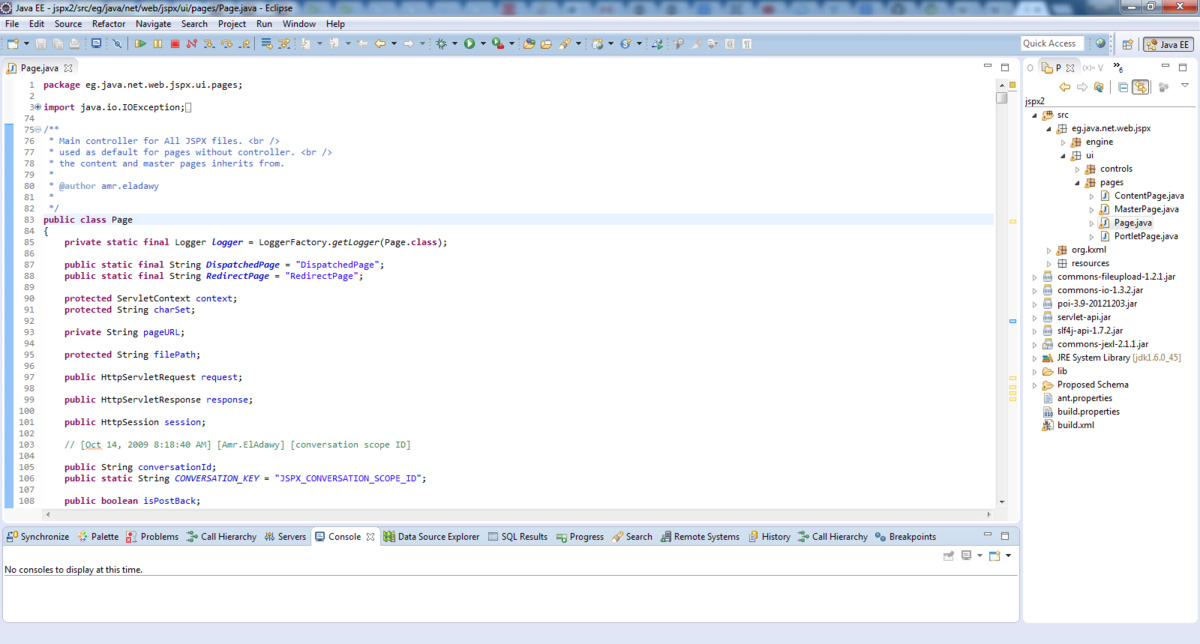 Java EE - jspx2/src/eg/java/net/web/jspx/ui/pages/Page.java - Eclipse
File Edit Source Refactor Navigate Search Project Run Window Help
Quick Access
Java EE
Page.java
1 package eg.java.net.web.jspx.ui.pages;
2
3 import java.io.IOException;
74
75 /**
76 * Main controller for All JSPX files. <br />
77 * used as default for pages without controller. <br />
78 * the content and master pages inherits from.
79 *
80 * @author amr.eladawy
81 *
82 */
83 public class Page
84 {
85 private static final Logger logger = LoggerFactory.getLogger(Page.class);
86
87 public static final String DispatchedPage = "DispatchedPage";
88 public static final String RedirectPage = "RedirectPage";
89
90 protected ServletContext context;
91 protected String charSet;
92
93 private String pageURL;
94
95 protected String filePath;
96
97 public HttpServletRequest request;
98
99 public HttpServletResponse response;
100
101 public HttpSession session;
102
103 // [Oct 14, 2009 8:18:40 AM] [Amr.ElAdawy] [conversation scope ID]
104
105 public String conversationId;
106 public static String CONVERSATION_KEY = "JSPX_CONVERSATION_SCOPE_ID";
107
108 public boolean isPostBack;
O P (x)= V »6
jspx2
src
eg.java.net.web.jspx
engine
ui
controls
pages
ContentPage.java
MasterPage.java
Page.java
PortletPage.java
org.kxml
resources
commons-fileupload-1.2.1.jar
commons-io-1.3.2.jar
poi-3.9-20121203.jar
servlet-api.jar
slf4j-api-1.7.2.jar
commons-jexl-2.1.1.jar
JRE System Library [jdk1.6.0_45]
lib
Proposed Schema
ant.properties
build.properties
build.xml
Synchronize Palette Problems Call Hierarchy Servers Console Data Source Explorer SQL Results Progress Search Remote Systems History Call Hierarchy Breakpoints
No consoles to display at this time.